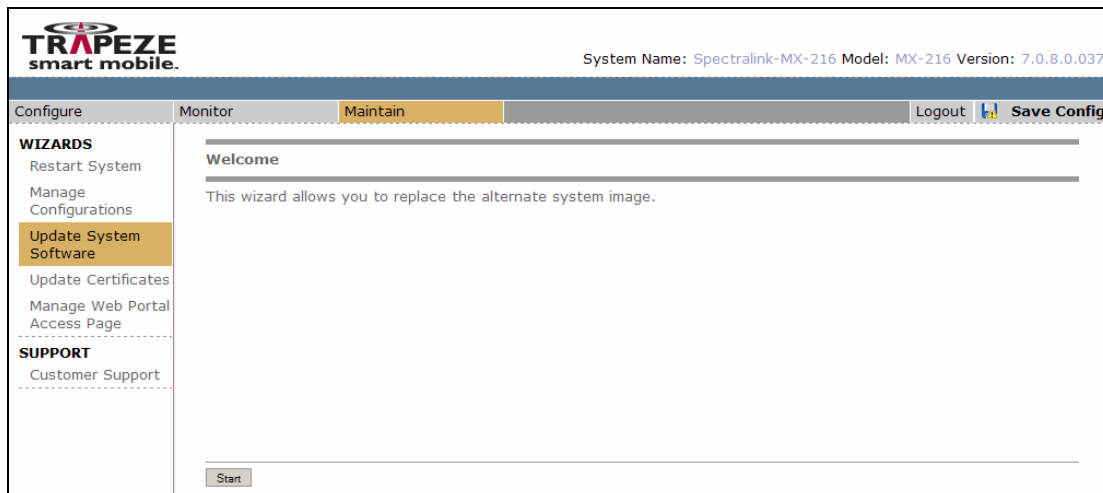 TRAPEZE
smart mobile.
System Name: Spectralink-MX-216 Model: MX-216 Version: 7.0.8.0.037
Configure Monitor Maintain Logout Save Config
WIZARDS
Restart System
Manage
Configurations
Update System
Software
Update Certificates
Manage Web Portal
Access Page
SUPPORT
Customer Support
Welcome
This wizard allows you to replace the alternate system image.
Start